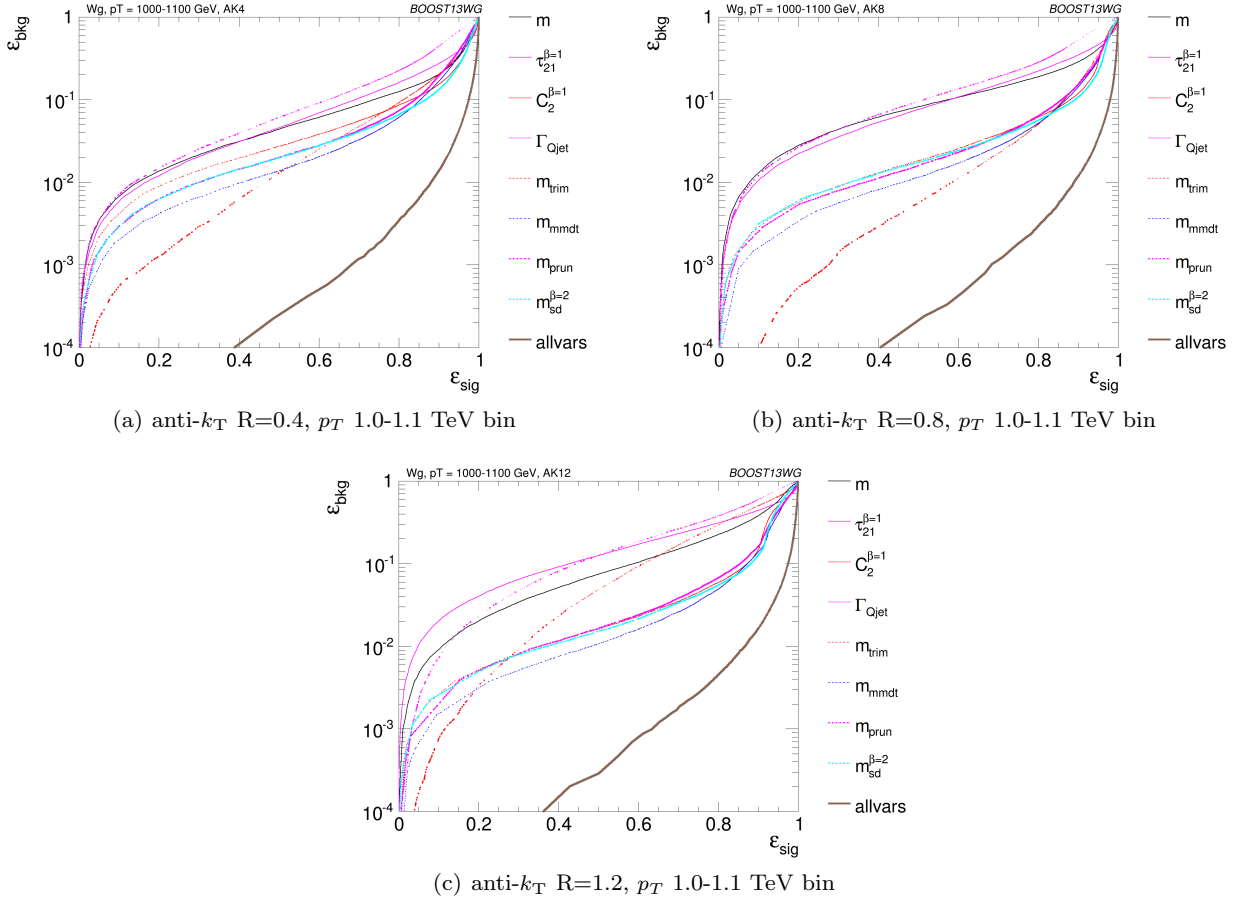 Wg, pT = 1000-1100 GeV, AK4
BOOST13WG
ε_bkg
1
10^-1
10^-2
10^-3
10^-4
0 0.2 0.4 0.6 0.8 1
ε_sig
m
τ_21^β=1
C_2^β=1
Γ_Qjet
m_trim
m_mmdt
m_prun
m_sd^β=2
allvars
(a) anti-k_T R=0.4, p_T 1.0-1.1 TeV bin
Wg, pT = 1000-1100 GeV, AK8
BOOST13WG
ε_bkg
1
10^-1
10^-2
10^-3
10^-4
0 0.2 0.4 0.6 0.8 1
ε_sig
m
τ_21^β=1
C_2^β=1
Γ_Qjet
m_trim
m_mmdt
m_prun
m_sd^β=2
allvars
(b) anti-k_T R=0.8, p_T 1.0-1.1 TeV bin
Wg, pT = 1000-1100 GeV, AK12
BOOST13WG
ε_bkg
1
10^-1
10^-2
10^-3
10^-4
0 0.2 0.4 0.6 0.8 1
ε_sig
m
τ_21^β=1
C_2^β=1
Γ_Qjet
m_trim
m_mmdt
m_prun
m_sd^β=2
allvars
(c) anti-k_T R=1.2, p_T 1.0-1.1 TeV bin